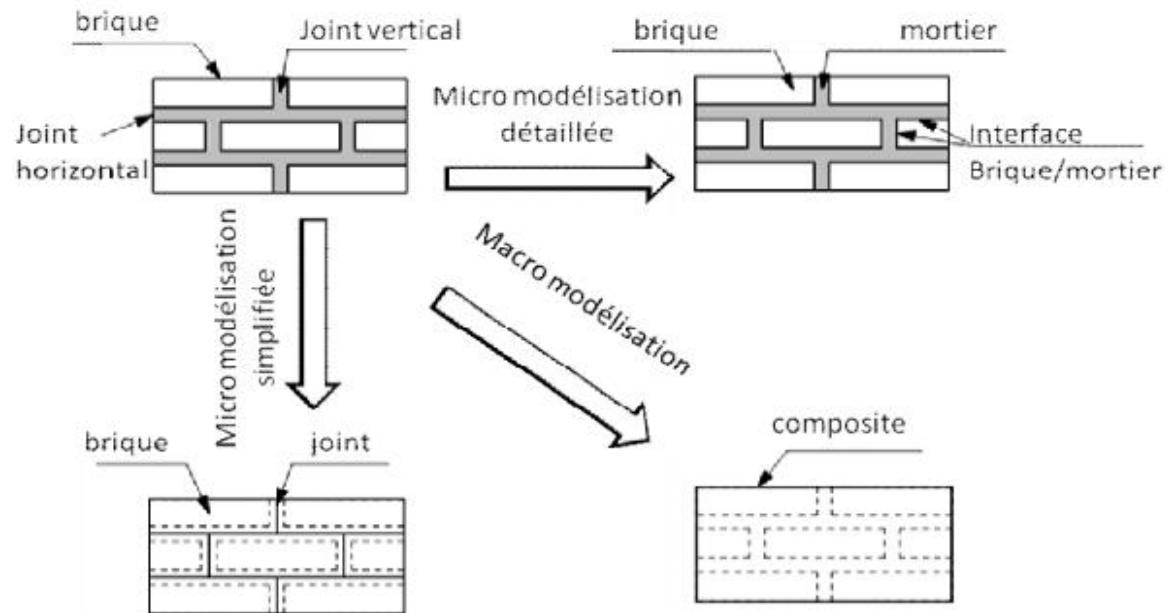 brique
Joint vertical
Joint
horizontal
Micro modélisation
détaillée
brique
mortier
Interface
Brique/mortier
Micro modélisation
simplifiée
Macro modélisation
brique
joint
composite